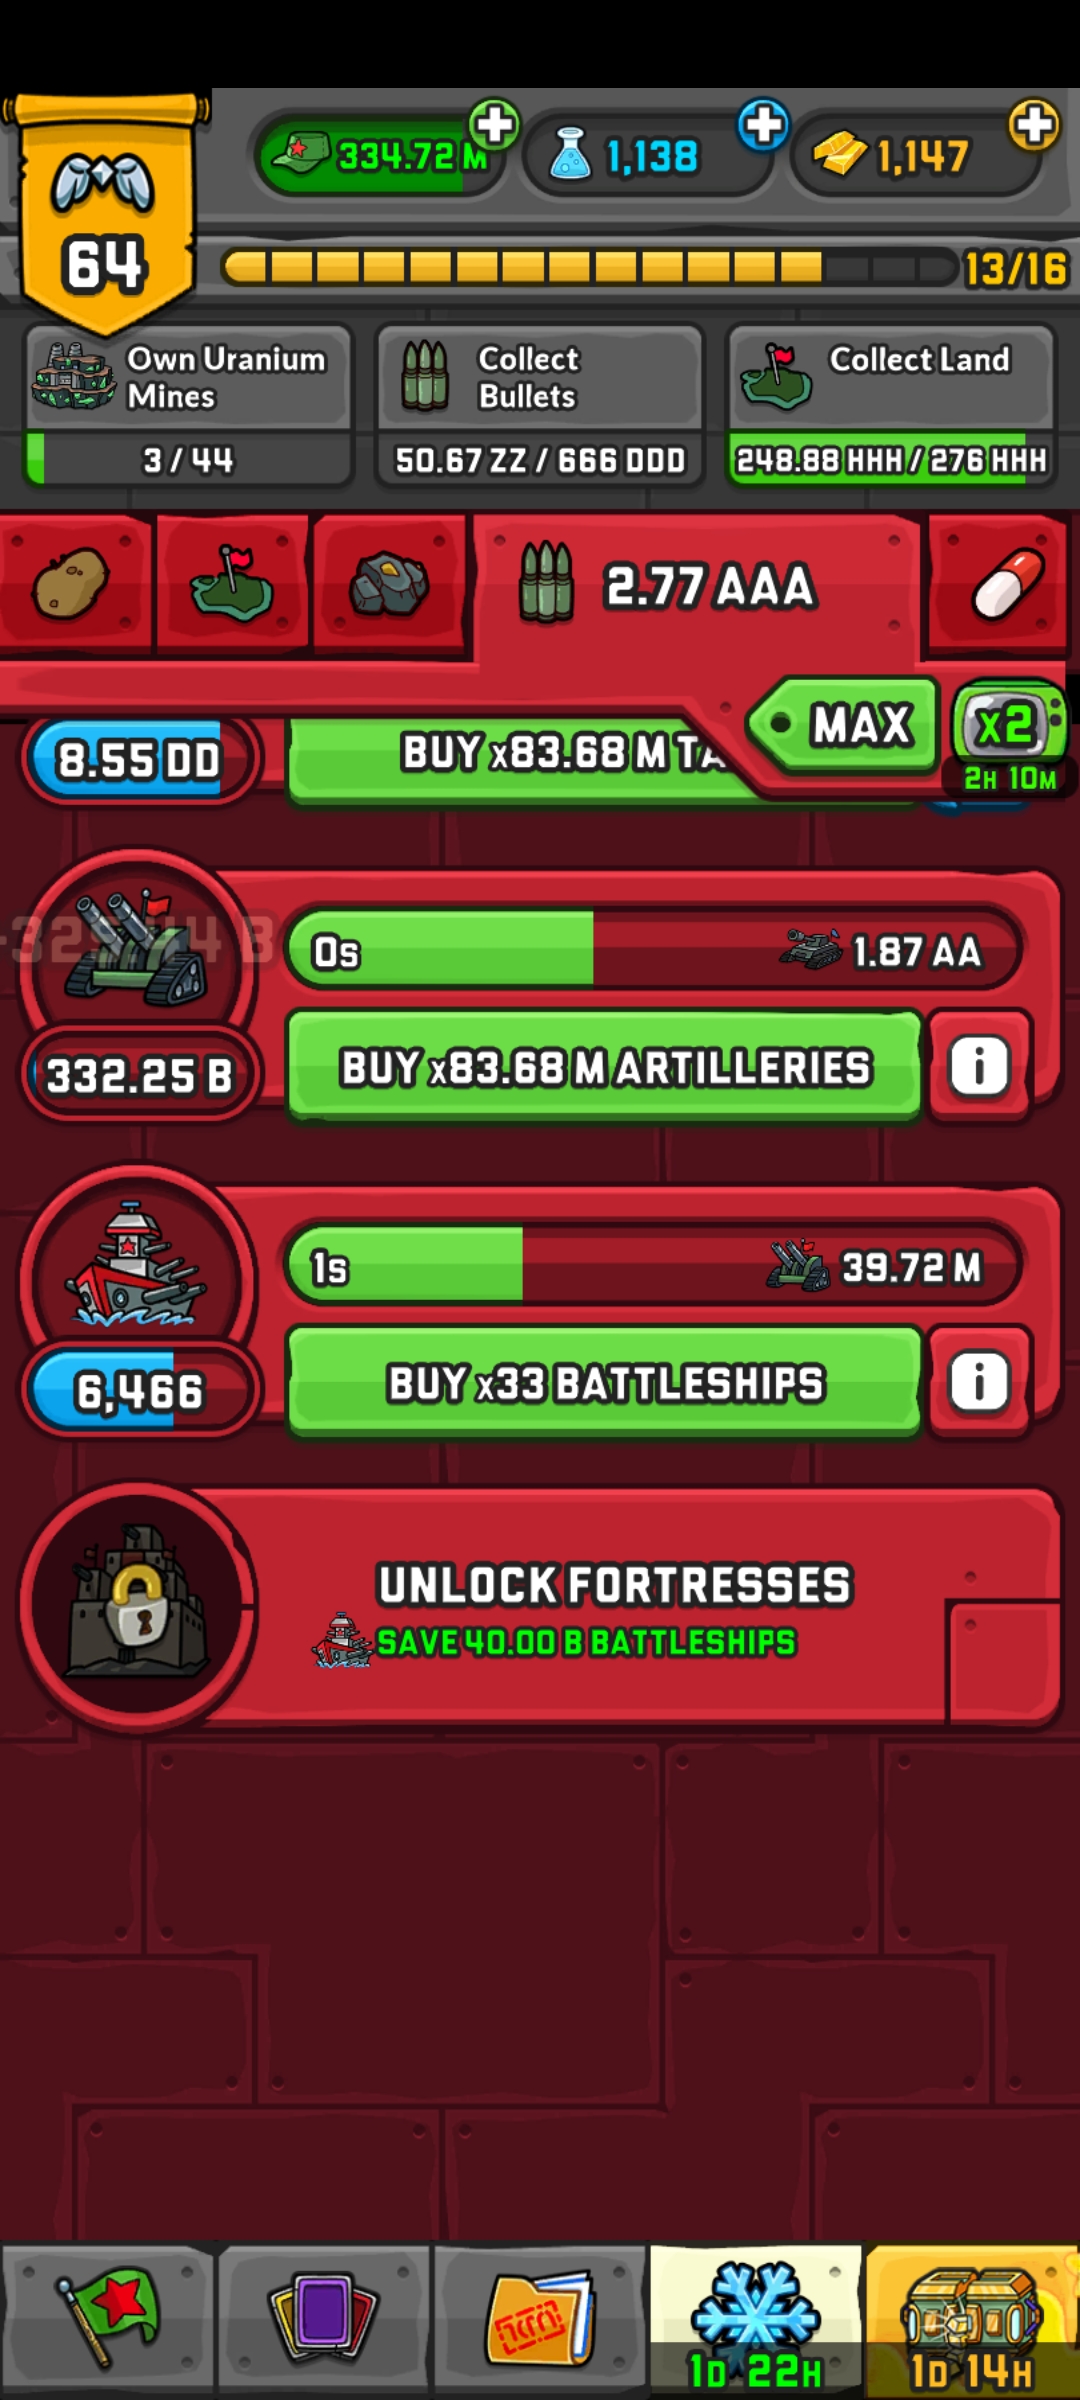 334.72 M
1,138
1,147
64
13/16
Own Uranium
Mines
3 / 44
Collect
Bullets
50.67 ZZ / 666 DDD
Collect Land
248.88 HHH / 276 HHH
2.77 AAA
MAX
x2
2H 10M
8.55 DD
BUY x83.68 M TA
0s
1.87 AA
332.25 B
BUY x83.68 M ARTILLERIES
i
1s
39.72 M
6,466
BUY x33 BATTLESHIPS
i
UNLOCK FORTRESSES
SAVE 40.00 B BATTLESHIPS
1D 22H
1D 14H